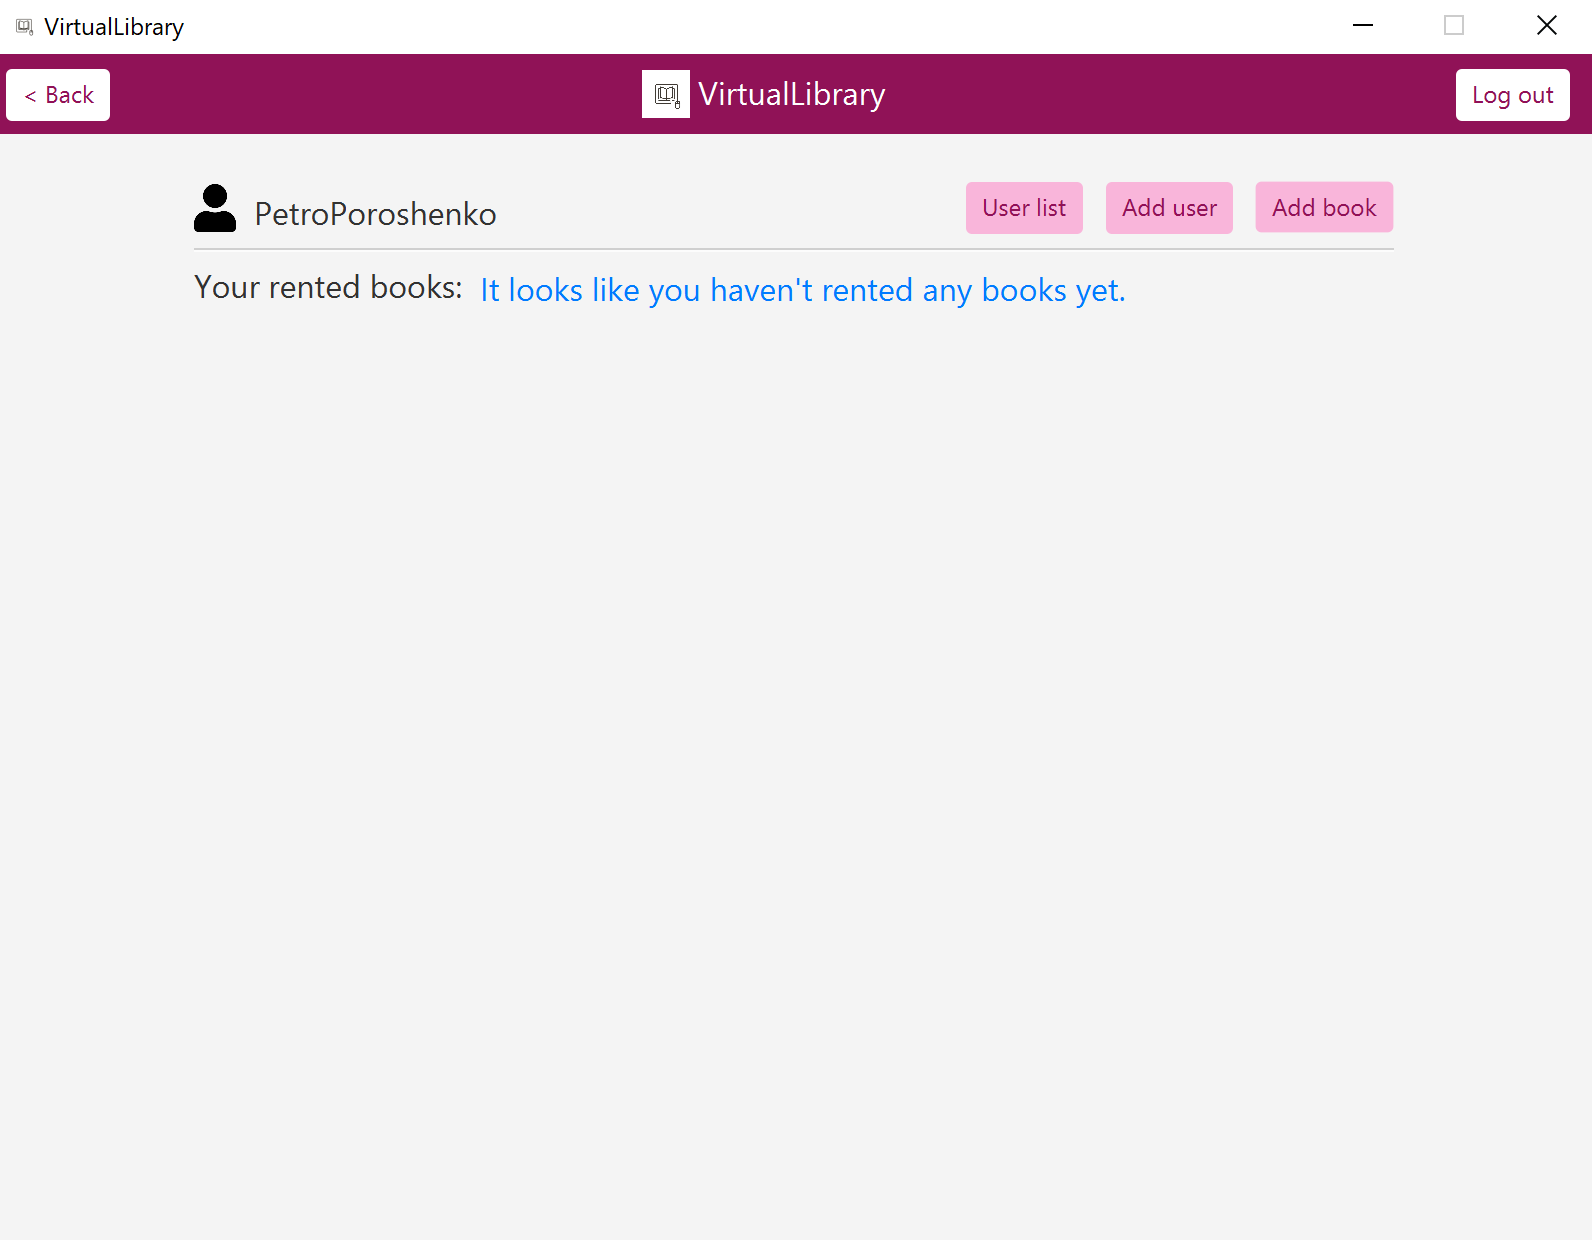 VirtualLibrary
< Back
VirtualLibrary
Log out
PetroPoroshenko
User list
Add user
Add book
Your rented books: It looks like you haven't rented any books yet.